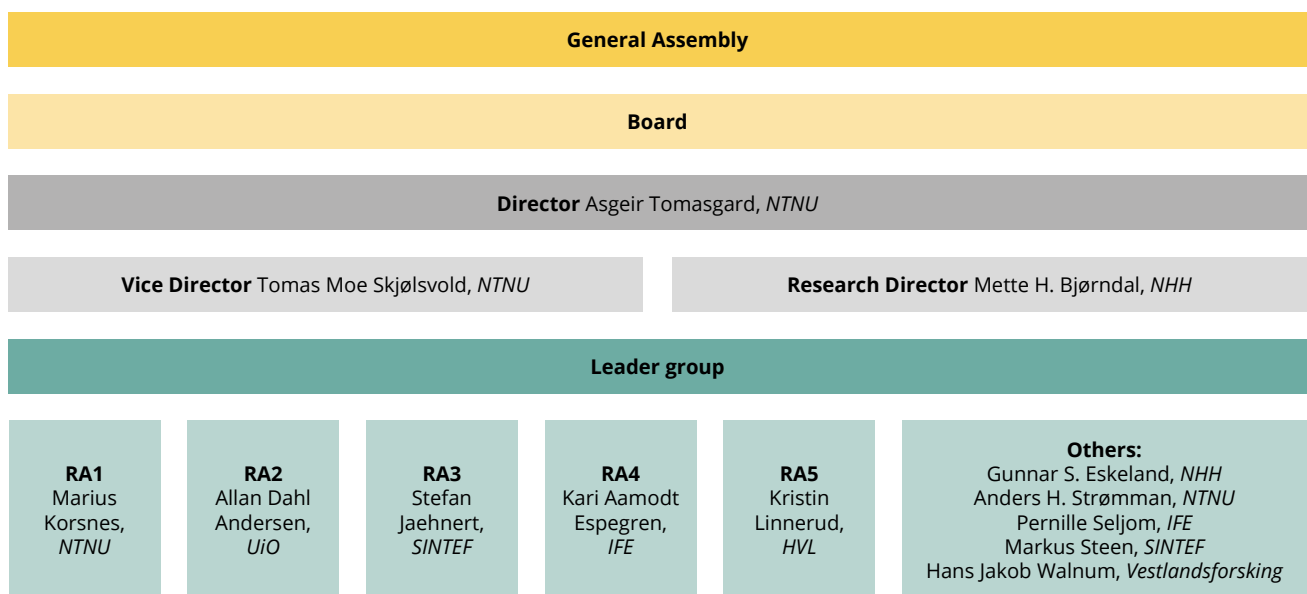 General Assembly
Board
Director Asgeir Tomasgard, NTNU
Vice Director Tomas Moe Skjølsvold, NTNU
Research Director Mette H. Bjørndal, NHH
Leader group
RA1
Marius
Korsnes,
NTNU
RA2
Allan Dahl
Andersen,
UiO
RA3
Stefan
Jaehnert,
SINTEF
RA4
Kari Aamodt
Espegren,
IFE
RA5
Kristin
Linnerud,
HVL
Others:
Gunnar S. Eskeland, NHH
Anders H. Strømman, NTNU
Pernille Seljom, IFE
Markus Steen, SINTEF
Hans Jakob Walnum, Vestlandsforsking